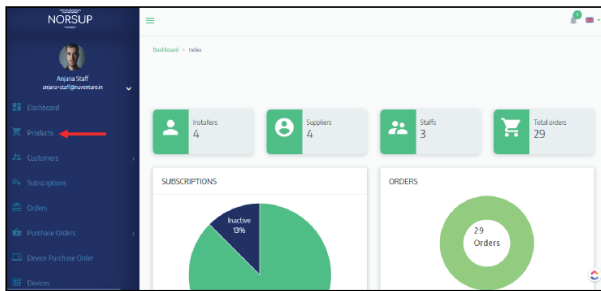 NORSUP
Anjana Staff
anjana-staff@nuventure.in
Dashboard
Products
Customers
Subscriptions
Orders
Purchase Orders
Device Purchase Order
Devices
Dashboard - Index
Installers
4
Suppliers
4
Staffs
3
Total orders
29
SUBSCRIPTIONS
Inactive
13%
ORDERS
29
Orders